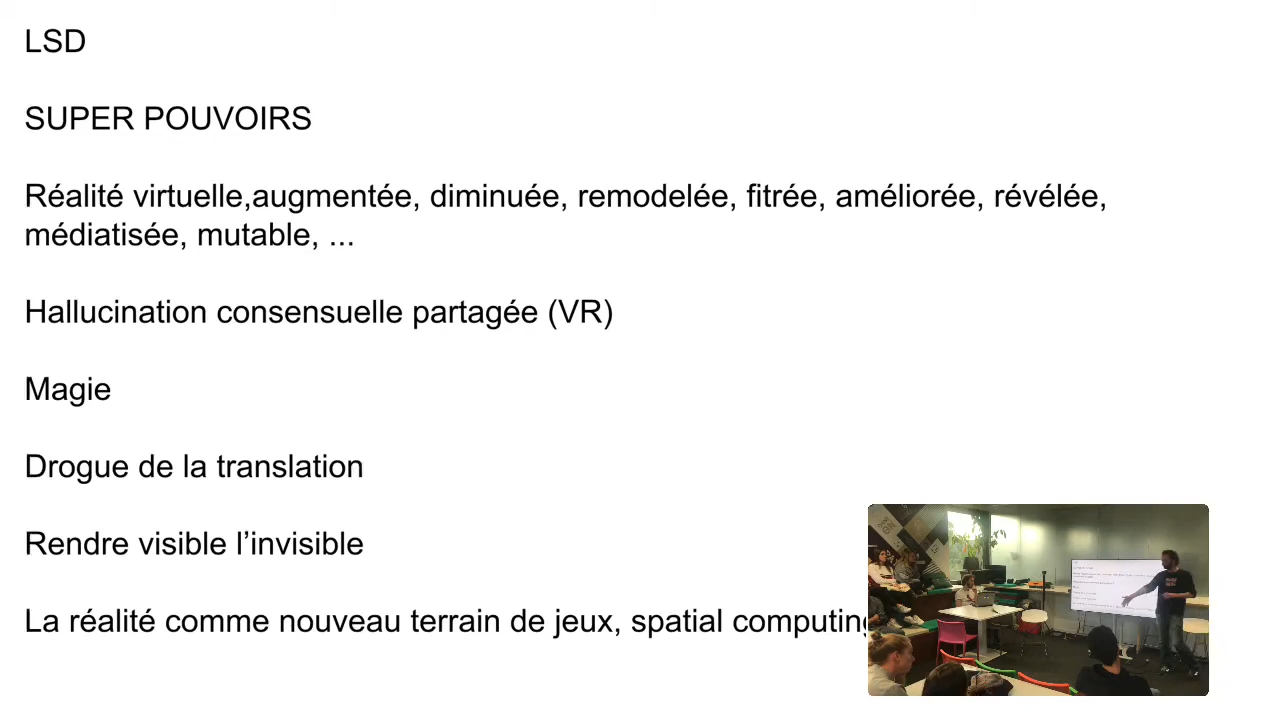 LSD
SUPER POUVOIRS
Réalité virtuelle,augmentée, diminuée, remodelée, fitrée, améliorée, révélée,
médiatisée, mutable, ...
Hallucination consensuelle partagée (VR)
Magie
Drogue de la translation
Rendre visible l’invisible
La réalité comme nouveau terrain de jeux, spatial computing